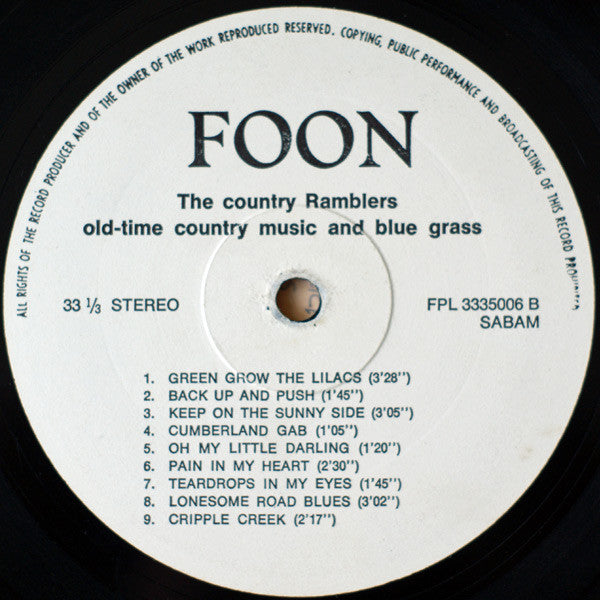 ALL RIGHTS OF THE RECORD PRODUCER AND OF THE OWNER OF THE WORK REPRODUCED RESERVED. COPYING, PUBLIC PERFORMANCE AND BROADCASTING OF THIS RECORD PROHIBITED
FOON
The country Ramblers
old-time country music and blue grass
33 1/3 STEREO
FPL 3335006 B
SABAM
1. GREEN GROW THE LILACS (3'28'')
2. BACK UP AND PUSH (1'45'')
3. KEEP ON THE SUNNY SIDE (3'05'')
4. CUMBERLAND GAB (1'05'')
5. OH MY LITTLE DARLING (1'20'')
6. PAIN IN MY HEART (2'30'')
7. TEARDROPS IN MY EYES (1'45'')
8. LONESOME ROAD BLUES (3'02'')
9. CRIPPLE CREEK (2'17'')